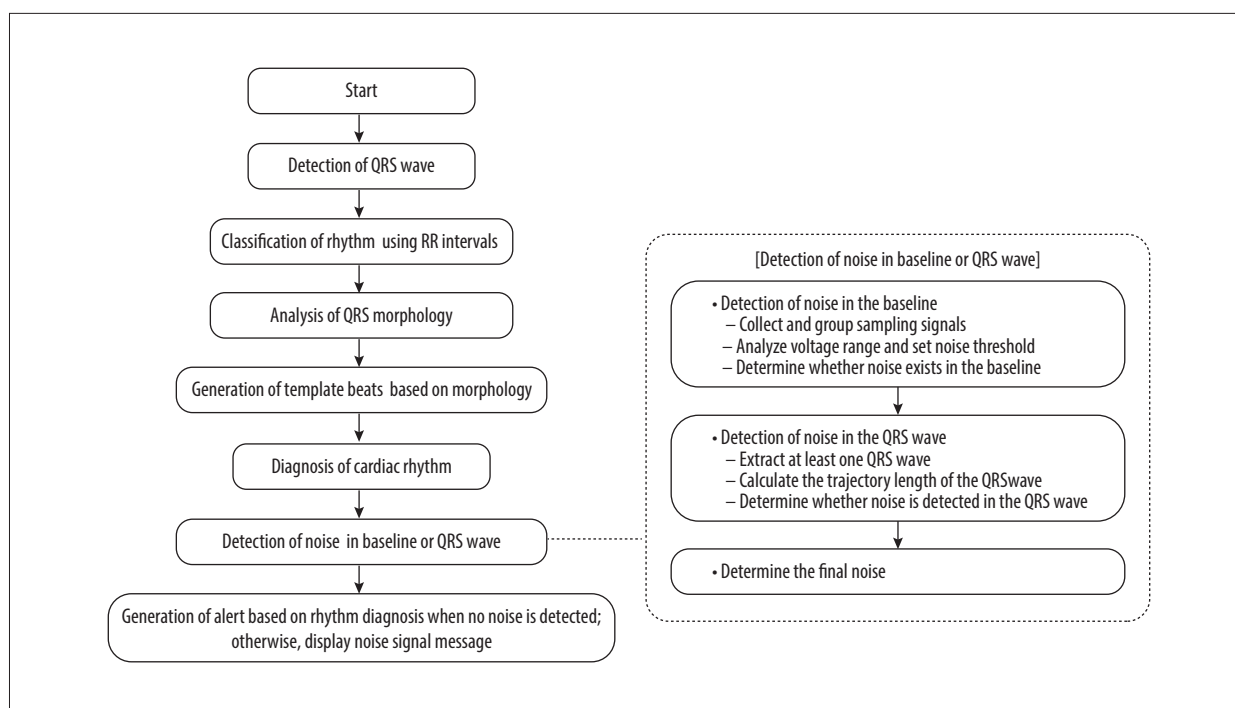 Start
Detection of QRS wave
Classification of rhythm using RR intervals
Analysis of QRS morphology
Generation of template beats based on morphology
Diagnosis of cardiac rhythm
Detection of noise in baseline or QRS wave
Generation of alert based on rhythm diagnosis when no noise is detected;
otherwise, display noise signal message
[Detection of noise in baseline or QRS wave]
• Detection of noise in the baseline
– Collect and group sampling signals
– Analyze voltage range and set noise threshold
– Determine whether noise exists in the baseline
• Detection of noise in the QRS wave
– Extract at least one QRS wave
– Calculate the trajectory length of the QRSwave
– Determine whether noise is detected in the QRS wave
• Determine the final noise